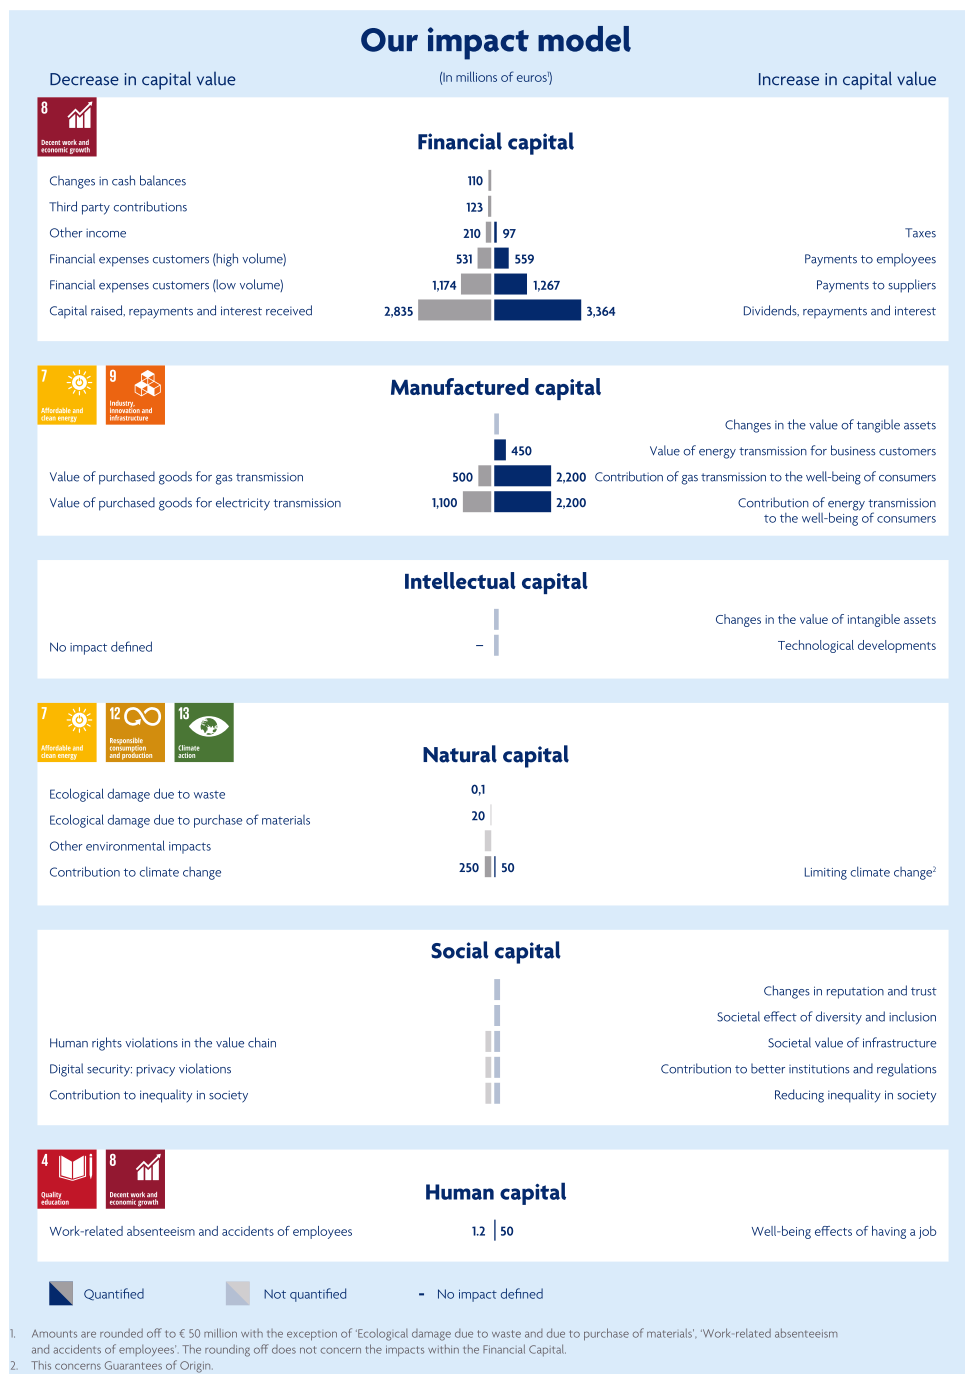 Our impact model
Decrease in capital value
(In millions of euros¹)
Increase in capital value
8
Decent work and
economic growth
Financial capital
Changes in cash balances 110
Third party contributions 123
Other income 210 97 Taxes
Financial expenses customers (high volume) 531 559 Payments to employees
Financial expenses customers (low volume) 1,174 1,267 Payments to suppliers
Capital raised, repayments and interest received 2,835 3,364 Dividends, repayments and interest
7
Affordable and
clean energy
9
Industry,
innovation and
infrastructure
Manufactured capital
Changes in the value of tangible assets
450 Value of energy transmission for business customers
Value of purchased goods for gas transmission 500 2,200 Contribution of gas transmission to the well-being of consumers
Value of purchased goods for electricity transmission 1,100 2,200 Contribution of energy transmission
to the well-being of consumers
Intellectual capital
Changes in the value of intangible assets
No impact defined – Technological developments
7
Affordable and
clean energy
12
Responsible
consumption
and production
13
Climate
action
Natural capital
Ecological damage due to waste 0,1
Ecological damage due to purchase of materials 20
Other environmental impacts
Contribution to climate change 250 50 Limiting climate change²
Social capital
Changes in reputation and trust
Societal effect of diversity and inclusion
Human rights violations in the value chain Societal value of infrastructure
Digital security: privacy violations Contribution to better institutions and regulations
Contribution to inequality in society Reducing inequality in society
4
Quality
education
8
Decent work and
economic growth
Human capital
Work-related absenteeism and accidents of employees 1.2 50 Well-being effects of having a job
Quantified Not quantified - No impact defined
1. Amounts are rounded off to € 50 million with the exception of ‘Ecological damage due to waste and due to purchase of materials’, ‘Work-related absenteeism
and accidents of employees’. The rounding off does not concern the impacts within the Financial Capital.
2. This concerns Guarantees of Origin.